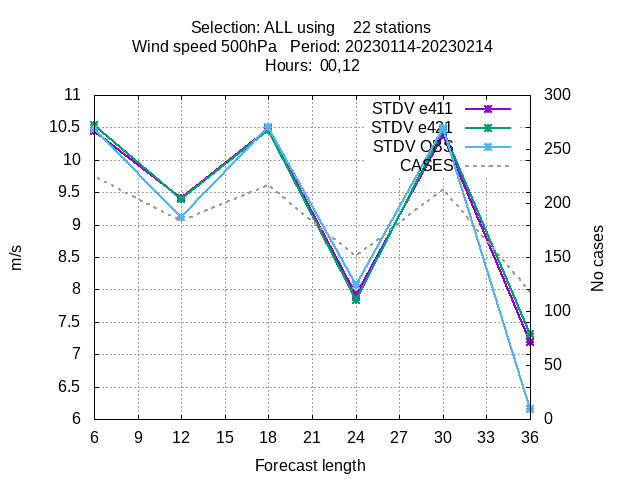 Selection: ALL using    22 stations
Wind speed 500hPa   Period: 20230114-20230214
Hours:  00,12
11
10.5
10
9.5
9
8.5
8
7.5
7
6.5
6
m/s
300
250
200
150
100
50
0
No cases
STDV e411
STDV e421
STDV OBS
CASES
6 9 12 15 18 21 24 27 30 33 36
Forecast length